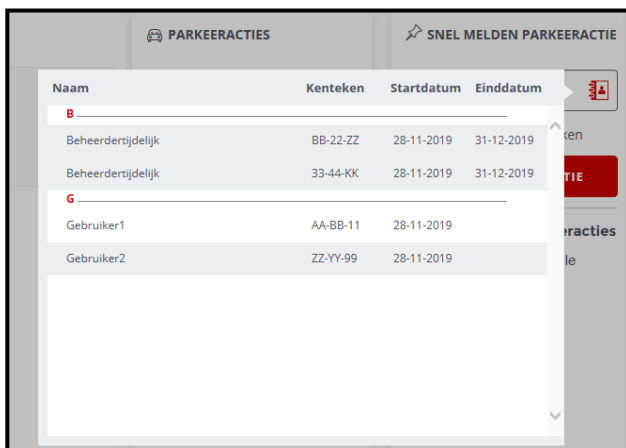 PARKEERACTIES
SNEL MELDEN PARKEERACTIE
Naam Kenteken Startdatum Einddatum
B
Beheerdertijdelijk BB-22-ZZ 28-11-2019 31-12-2019
Beheerdertijdelijk 33-44-KK 28-11-2019 31-12-2019
G
Gebruiker1 AA-BB-11 28-11-2019
Gebruiker2 ZZ-YY-99 28-11-2019
ken
TIE
eracties
le